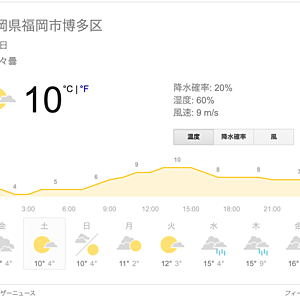 岡県福岡市博多区
日
々曇
10 °C | °F
降水確率: 20%
湿度: 60%
風速: 9 m/s
温度 降水確率 風
4 5 8 9 10 9 8
3:00 6:00 9:00 12:00 15:00 18:00 21:00
金 土 日 月 火 水 木 金
4° 10° 4° 10° 4° 11° 2° 12° 3° 15° 4° 15° 9° 16°
ザーニュース フィー